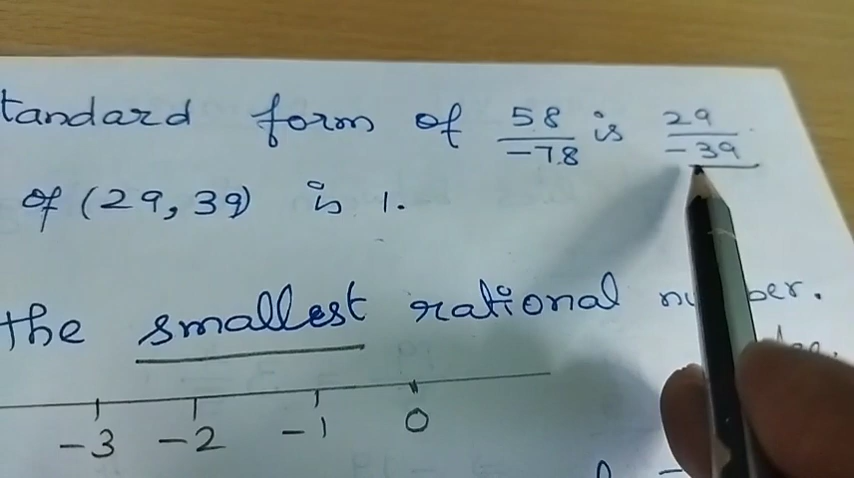 tandard form of 58/-78 is 29/-39
of (29, 39) is 1.
the smallest rational number.
-3 -2 -1 0